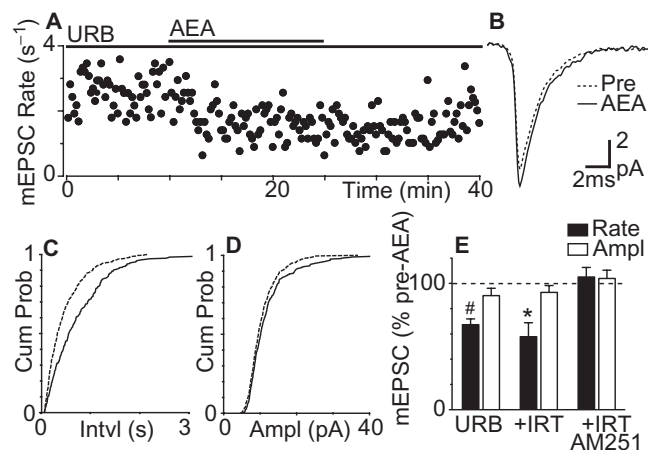 A
URB
AEA
B
mEPSC Rate (s⁻¹)
4
2
0
0
20
40
Time (min)
Pre
AEA
2
pA
2ms
C
Cum Prob
1
0
0
3
Intvl (s)
D
Cum Prob
1
0
0
40
Ampl (pA)
E
Rate
Ampl
mEPSC (% pre-AEA)
100
0
#
*
URB
+IRT
+IRT
AM251